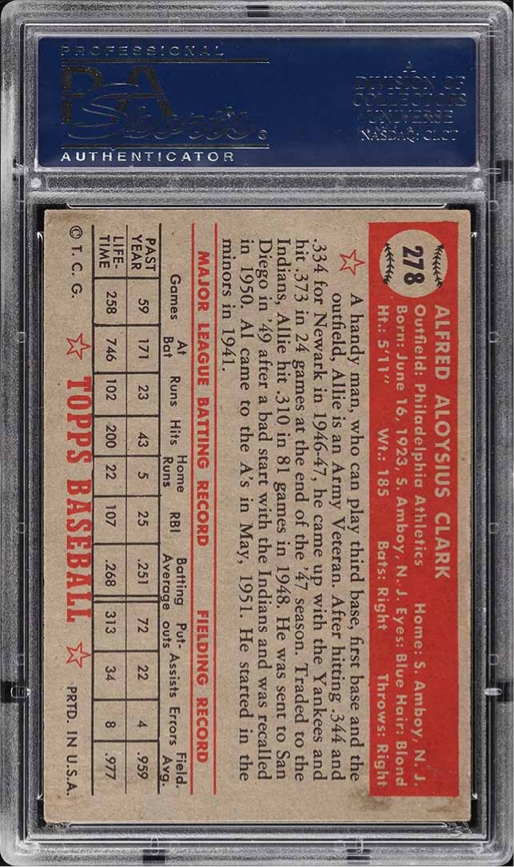 PROFESSIONAL
PSA
Sports
AUTHENTICATOR
A
DIVISION OF
COLLECTORS
UNIVERSE
NASDAQ: CLCT
278
ALFRED ALOYSIUS CLARK
Outfield: Philadelphia Athletics Home: S. Amboy, N. J.
Born: June 16, 1923, S. Amboy, N. J. Eyes: Blue Hair: Blond
Ht.: 5'11" Wt.: 185 Bats: Right Throws: Right
A handy man, who can play third base, first base and the
outfield, Allie is an Army Veteran. After hitting .344 and
.334 for Newark in 1946-47, he came up with the Yankees and
hit .373 in 24 games at the end of the '47 season. Traded to the
Indians, Allie hit .310 in 81 games in 1948. He was sent to San
Diego in '49 after a bad start with the Indians and was recalled
in 1950. Al came to the A's in May, 1951. He started in the
minors in 1941.
MAJOR LEAGUE BATTING RECORD FIELDING RECORD
Games At Bat Runs Hits Home Runs RBI Batting Average Put-outs Assists Errors Field. Avg.
PAST YEAR 59 171 23 43 5 25 .251 72 22 4 .959
LIFE-TIME 258 746 102 200 22 107 .268 313 34 8 .977
© T. C. G. TOPPS BASEBALL PRTD. IN U.S.A.